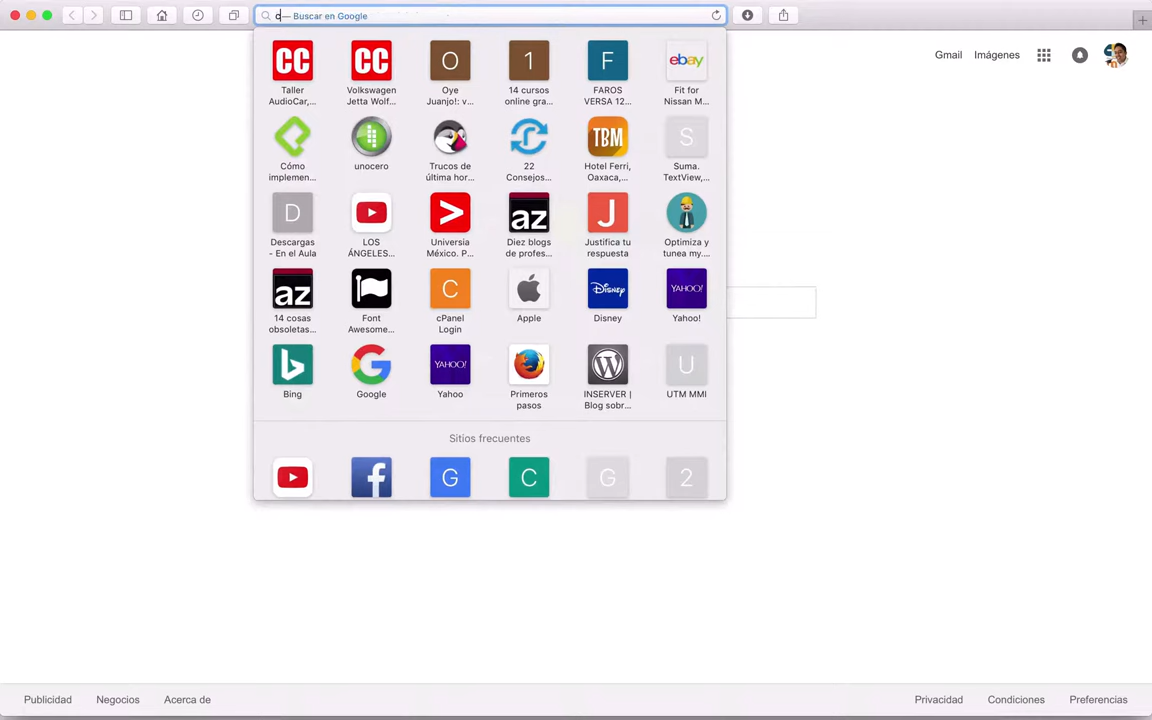 c — Buscar en Google
Gmail Imágenes
CC CC O 1 F ebay
Taller AudioCar,... Volkswagen Jetta Wolf... Oye Juanjo!: v... 14 cursos online gra... FAROS VERSA 12... Fit for Nissan M...
TBM S
Cómo implemen... unocero Trucos de última hor... 22 Consejos... Hotel Ferri, Oaxaca,... Suma. TextView,...
D > az J
Descargas - En el Aula LOS ÁNGELES... Universia México. P... Diez blogs de profes... Justifica tu respuesta Optimiza y tunea my....
az C Disney YAHOO!
14 cosas obsoletas... Font Awesome... cPanel Login Apple Disney Yahoo!
YAHOO! U
Bing Google Yahoo Primeros pasos INSERVER | Blog sobr... UTM MMI
Sitios frecuentes
G C G 2
Publicidad Negocios Acerca de Privacidad Condiciones Preferencias